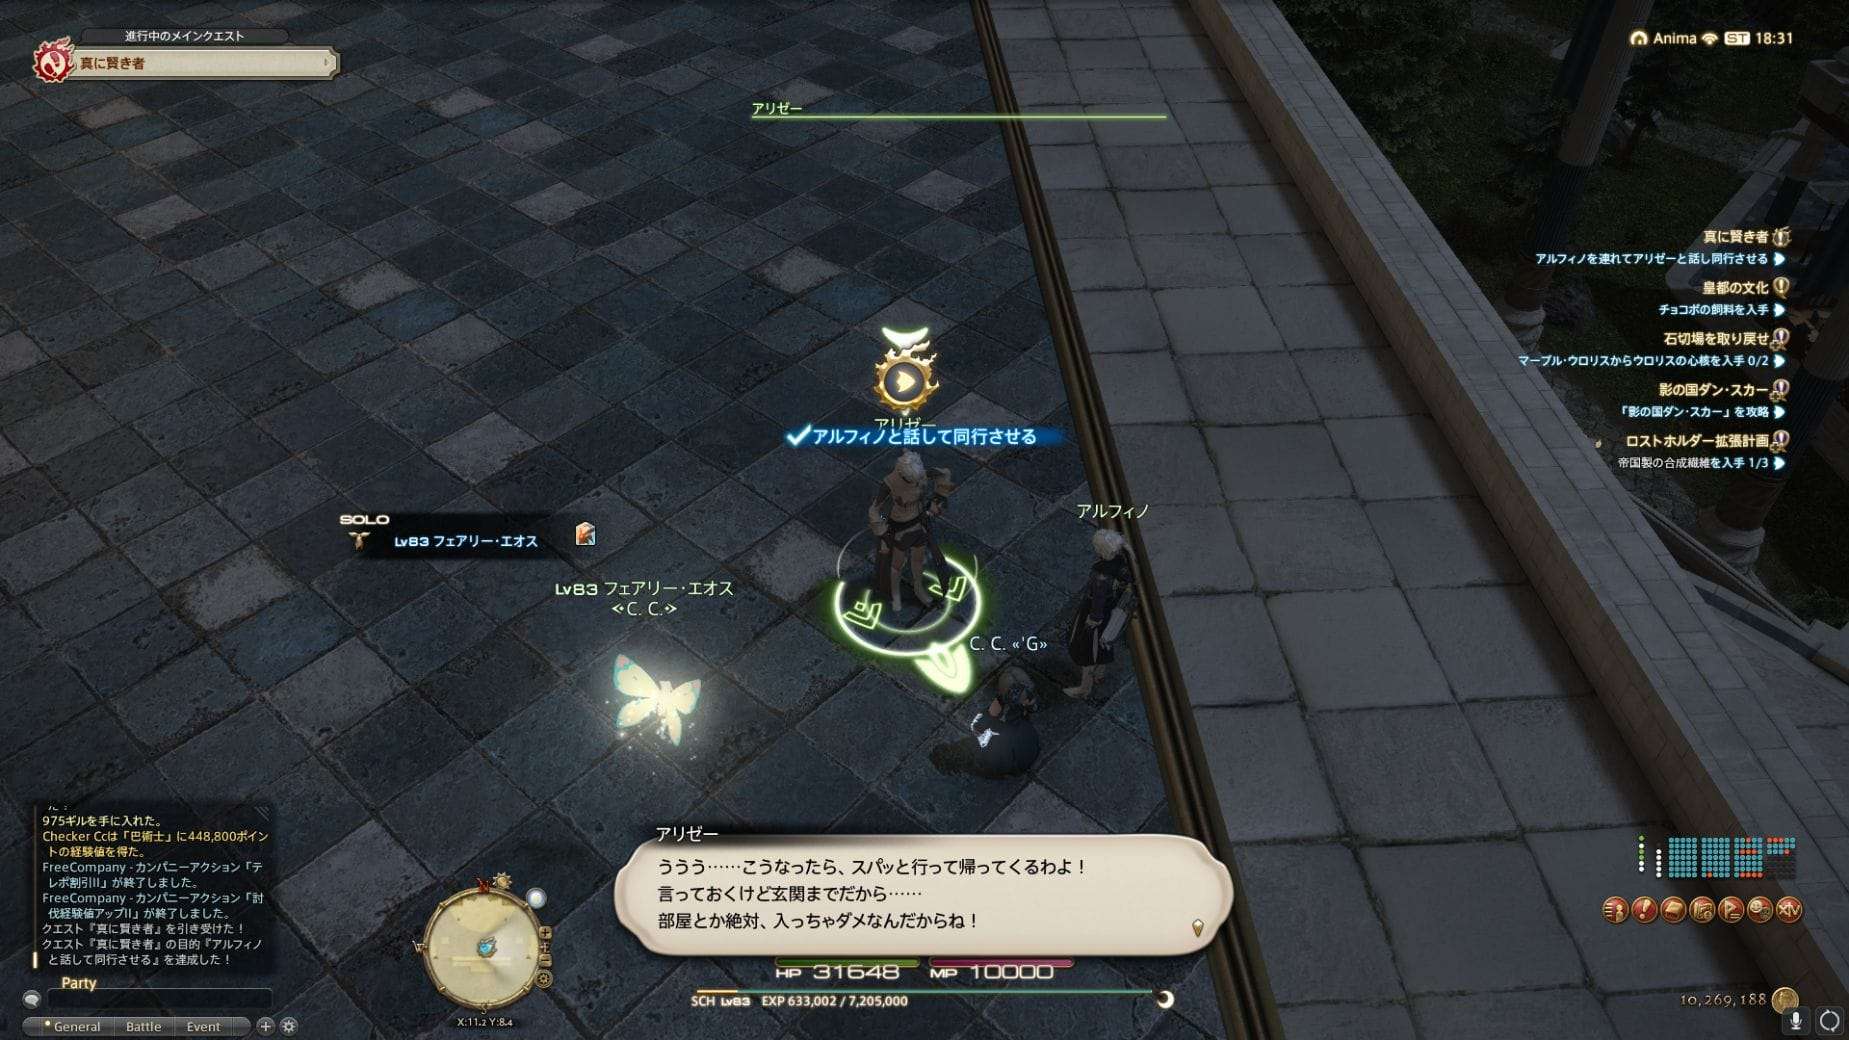 進行中のメインクエスト
真に賢き者
Anima ST 18:31
アリゼー
真に賢き者
アルフィノを連れてアリゼーと話し同行させる
皇都の文化
チョコボの飼料を入手
石切場を取り戻せ
マーブル・ウロリスからウロリスの心核を入手 0/2
影の国ダン・スカー
「影の国ダン・スカー」を攻略
ロストホルダー拡張計画
帝国製の合成繊維を入手 1/3
アリゼー
アルフィノと話して同行させる
アルフィノ
SOLO
Lv83 フェアリー・エオス
Lv83 フェアリー・エオス
«C. C.»
C. C. «'G»
975ギルを手に入れた。
Checker Ccは「巴術士」に448,800ポイン
トの経験値を得た。
FreeCompany - カンパニーアクション「テ
レポ割引II」が終了しました。
FreeCompany - カンパニーアクション「討
伐経験値アップII」が終了しました。
クエスト『真に賢き者』を引き受けた！
クエスト『真に賢き者』の目的『アルフィノ
と話して同行させる』を達成した！
Party
General Battle Event
N
W
S
X:11.2 Y:8.4
アリゼー
ううう……こうなったら、スパッと行って帰ってくるわよ！
言っておくけど玄関までだから……
部屋とか絶対、入っちゃダメなんだからね！
HP 31648 MP 10000
SCH Lv83 EXP 633,002 / 7,205,000
XIV
10,269,188